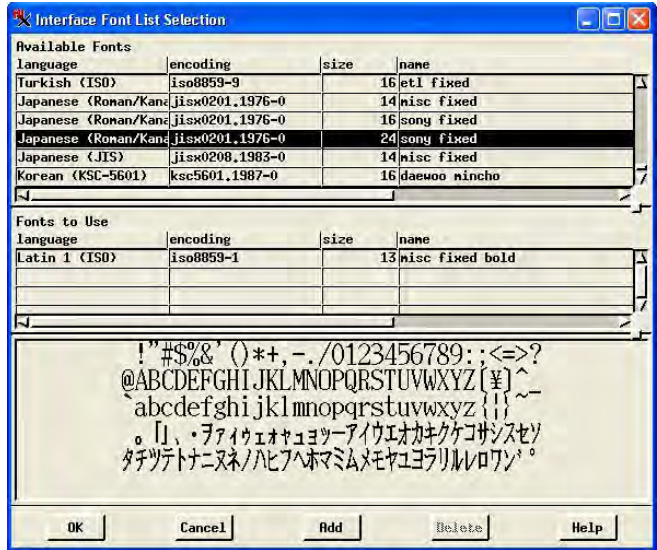 Interface Font List Selection
Available Fonts
language encoding size name
Turkish (ISO) iso8859-9 16 etl fixed
Japanese (Roman/Kana jisx0201.1976-0 14 misc fixed
Japanese (Roman/Kana jisx0201.1976-0 16 sony fixed
Japanese (Roman/Kana jisx0201.1976-0 24 sony fixed
Japanese (JIS) jisx0208.1983-0 14 misc fixed
Korean (KSC-5601) ksc5601.1987-0 16 daewoo mincho
Fonts to Use
language encoding size name
Latin 1 (ISO) iso8859-1 13 misc fixed bold
!"#$%&'()*+,-./0123456789:;<=>?
@ABCDEFGHIJKLMNOPQRSTUVWXYZ[¥]^_
`abcdefghijklmnopqrstuvwxyz{¦}‾
。「」、・ヲァィゥェォャュョッーアイウエオカキクケコサシスセソ
タチツテトナニヌネノハヒフヘホマミムメモヤユヨラリルレロワン゛゜
OK Cancel Add Delete Help